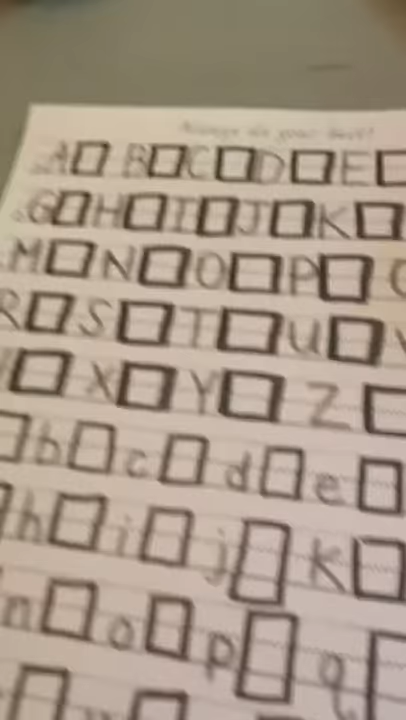 Always do your best!
A B C D E
G H I J K
M N O P
R S T U
X Y Z
b c d e
h i j k
n o p q